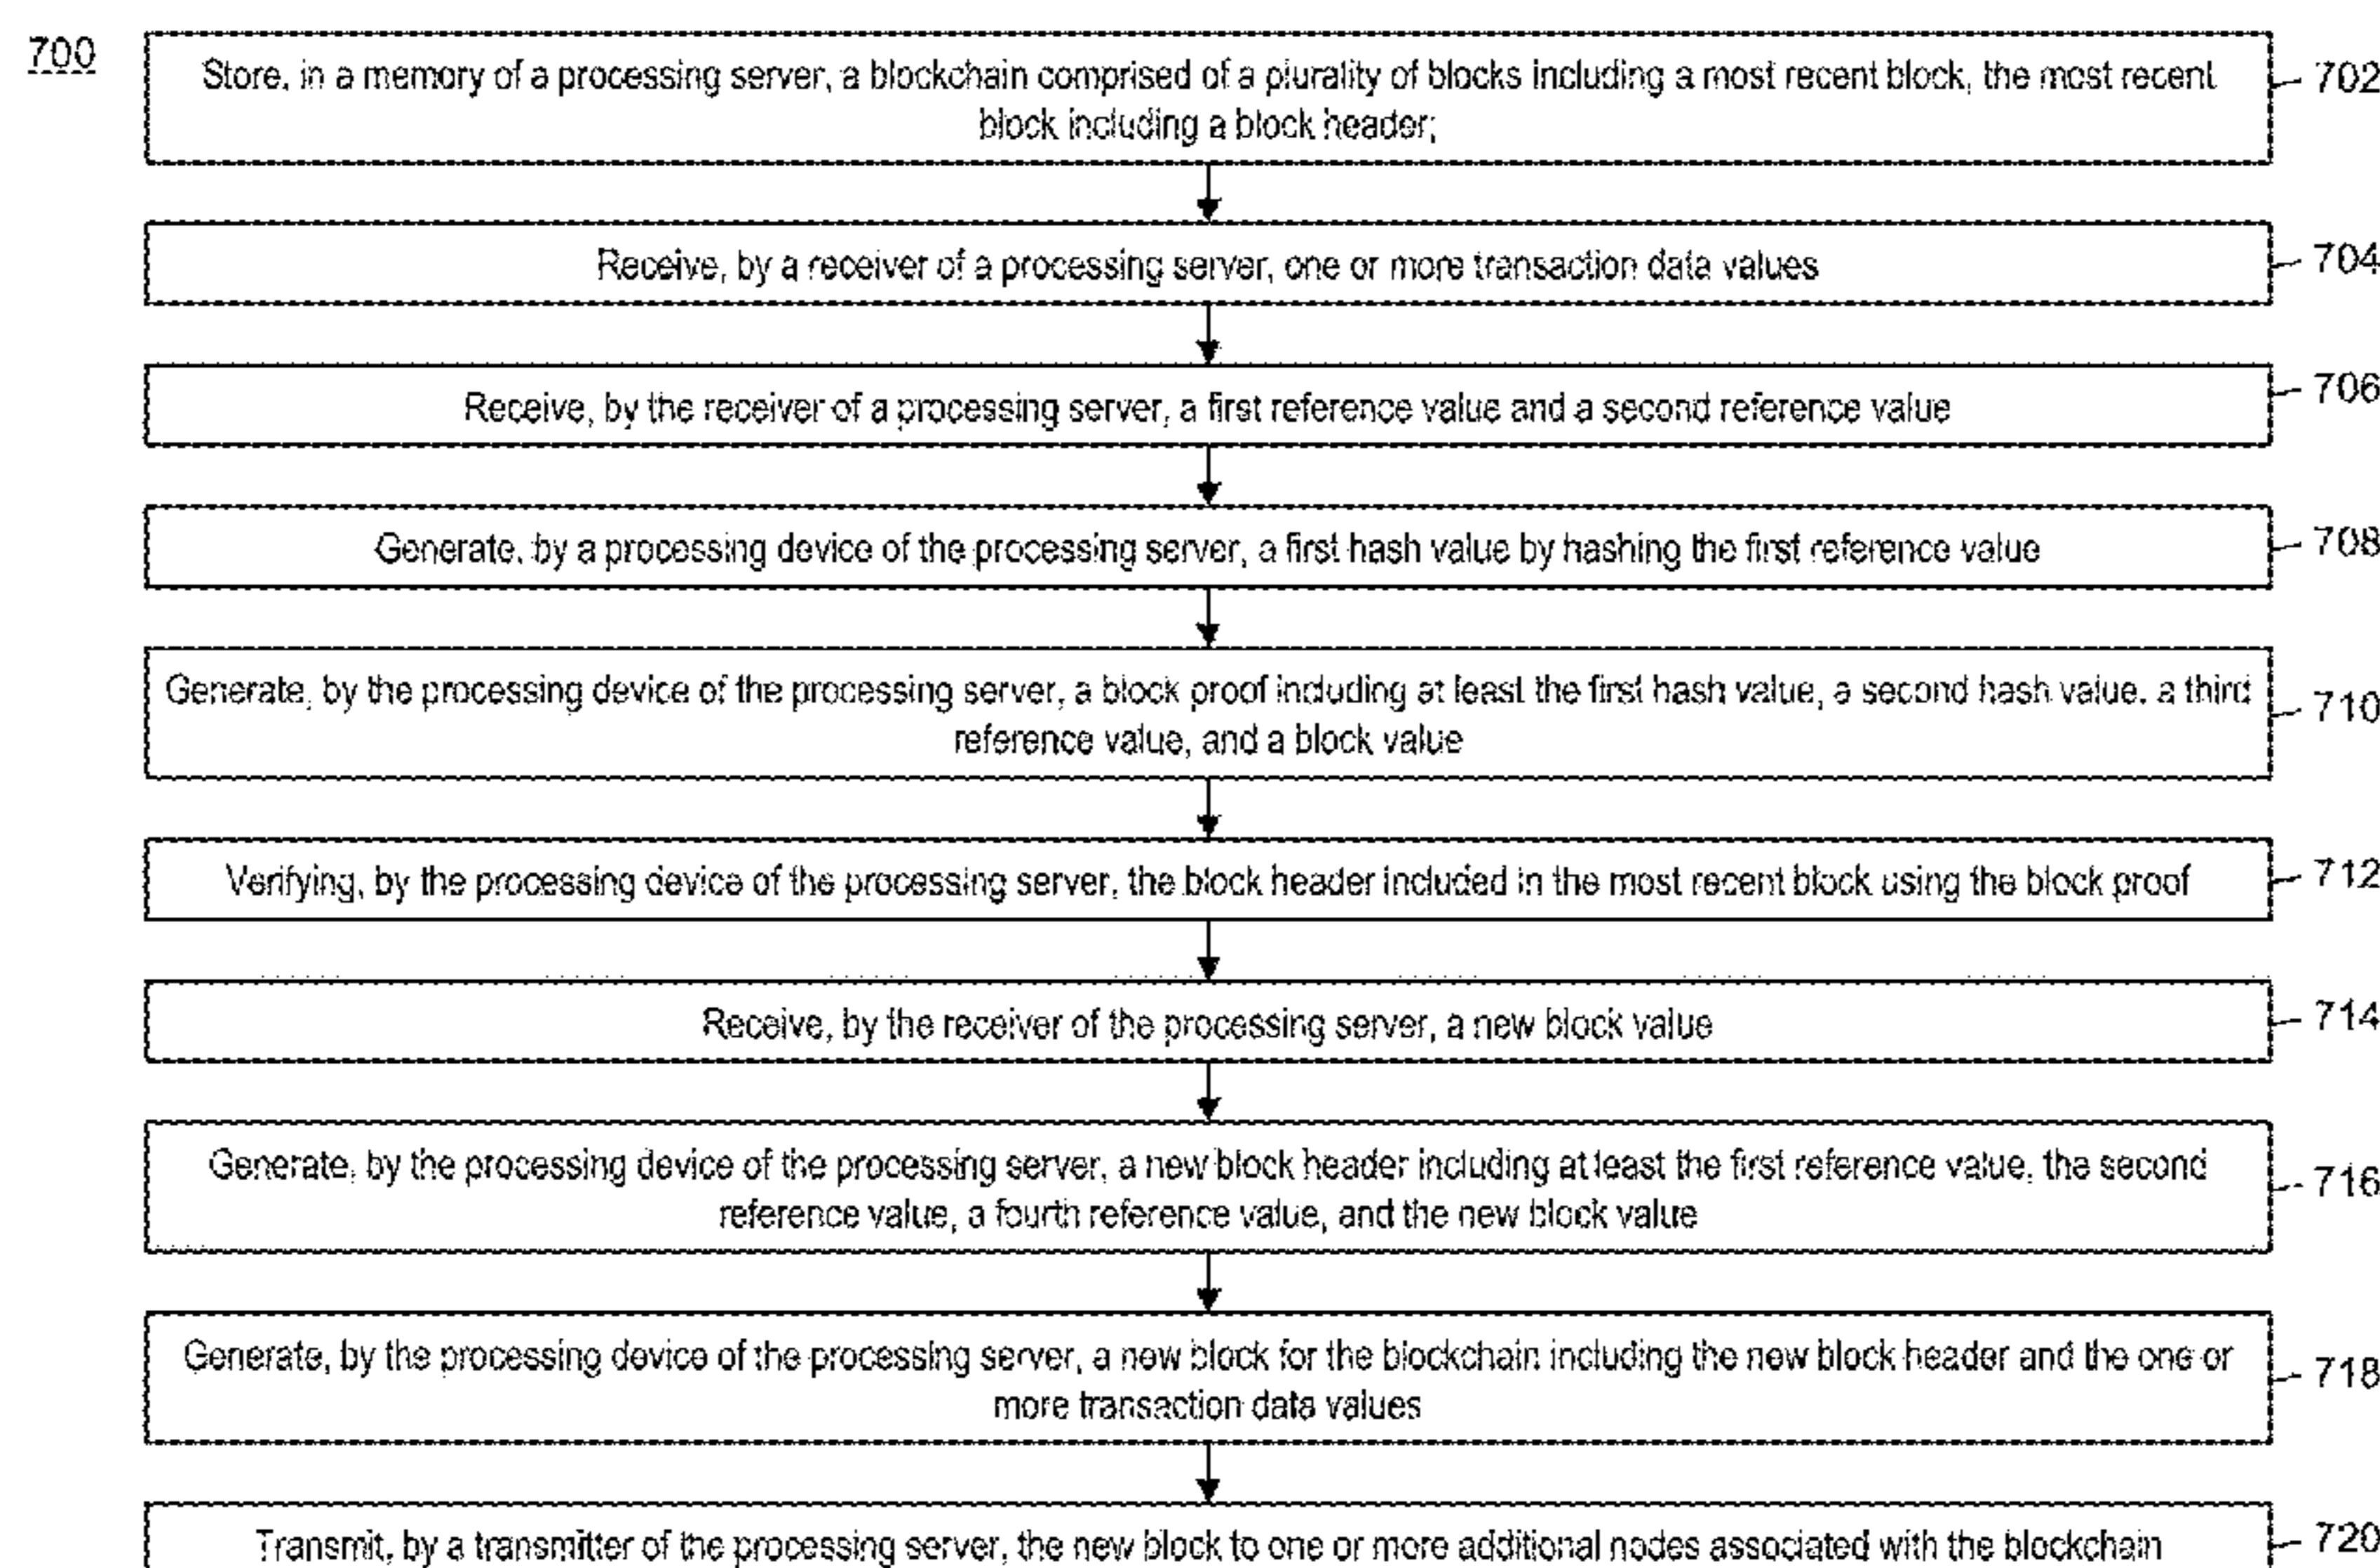 700
Store, in a memory of a processing server, a blockchain comprised of a plurality of blocks including a most recent block, the most recent
block including a block header;
702
Receive, by a receiver of a processing server, one or more transaction data values
704
Receive, by the receiver of a processing server, a first reference value and a second reference value
706
Generate, by a processing device of the processing server, a first hash value by hashing the first reference value
708
Generate, by the processing device of the processing server, a block proof including at least the first hash value, a second hash value, a third
reference value, and a block value
710
Verifying, by the processing device of the processing server, the block header included in the most recent block using the block proof
712
Receive, by the receiver of the processing server, a new block value
714
Generate, by the processing device of the processing server, a new block header including at least the first reference value, the second
reference value, a fourth reference value, and the new block value
716
Generate, by the processing device of the processing server, a new block for the blockchain including the new block header and the one or
more transaction data values
718
Transmit, by a transmitter of the processing server, the new block to one or more additional nodes associated with the blockchain
720